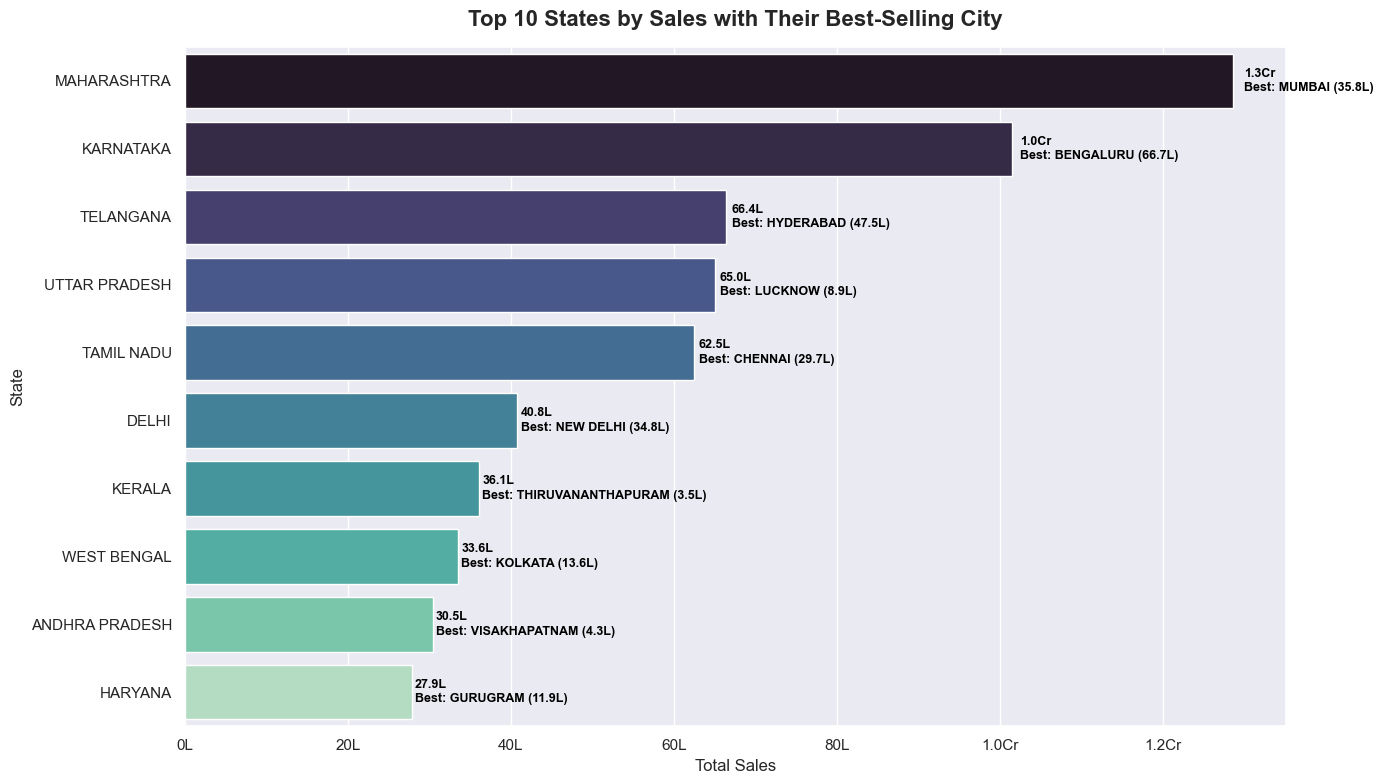 Top 10 States by Sales with Their Best-Selling City
MAHARASHTRA
1.3Cr
Best: MUMBAI (35.8L)
KARNATAKA
1.0Cr
Best: BENGALURU (66.7L)
TELANGANA
66.4L
Best: HYDERABAD (47.5L)
UTTAR PRADESH
65.0L
Best: LUCKNOW (8.9L)
TAMIL NADU
62.5L
Best: CHENNAI (29.7L)
DELHI
40.8L
Best: NEW DELHI (34.8L)
KERALA
36.1L
Best: THIRUVANANTHAPURAM (3.5L)
WEST BENGAL
33.6L
Best: KOLKATA (13.6L)
ANDHRA PRADESH
30.5L
Best: VISAKHAPATNAM (4.3L)
HARYANA
27.9L
Best: GURUGRAM (11.9L)
State
0L 20L 40L 60L 80L 1.0Cr 1.2Cr
Total Sales